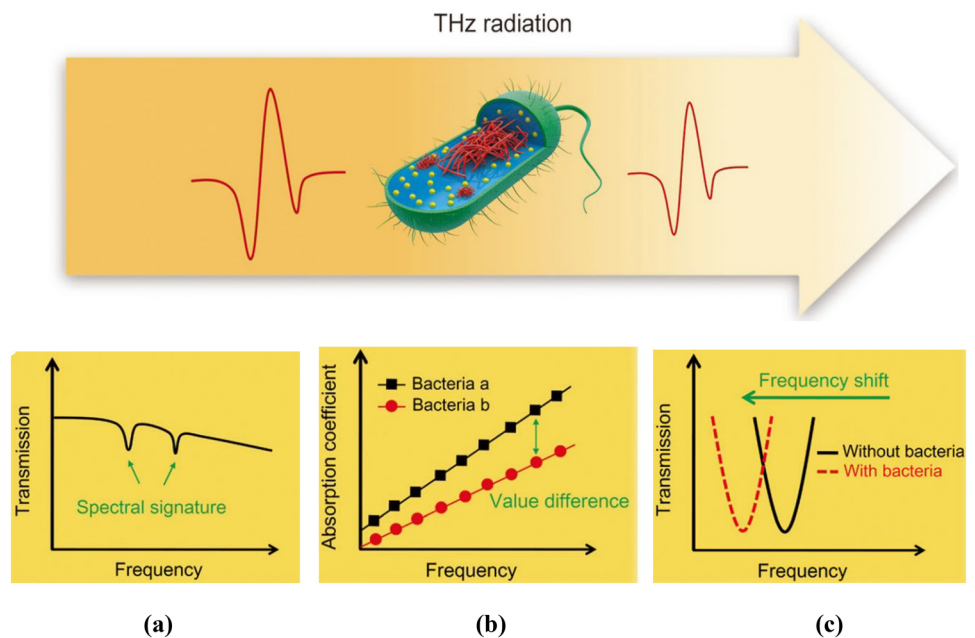 THz radiation
Transmission
Spectral signature
Frequency
(a)
Absorption coefficient
Bacteria a
Bacteria b
Value difference
Frequency
(b)
Transmission
Frequency shift
Without bacteria
With bacteria
Frequency
(c)